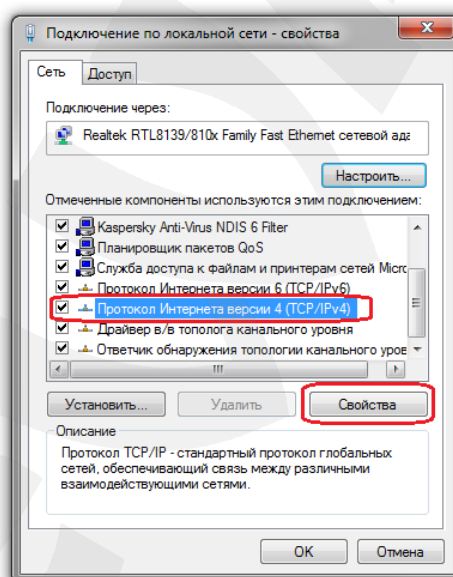 Подключение по локальной сети - свойства
Сеть
Доступ
Подключение через:
Realtek RTL8139/810x Family Fast Ethernet сетевой ада
Настроить...
Отмеченные компоненты используются этим подключением:
Kaspersky Anti-Virus NDIS 6 Filter
Планировщик пакетов QoS
Служба доступа к файлам и принтерам сетей Micro
Протокол Интернета версии 6 (TCP/IPv6)
Протокол Интернета версии 4 (TCP/IPv4)
Драйвер в/в тополога канального уровня
Ответчик обнаружения топологии канального уров
Установить...
Удалить
Свойства
Описание
Протокол TCP/IP - стандартный протокол глобальных
сетей, обеспечивающий связь между различными
взаимодействующими сетями.
OK
Отмена